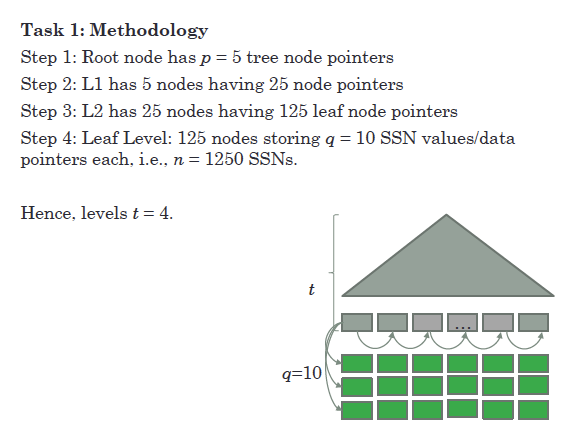 Task 1: Methodology
Step 1: Root node has p = 5 tree node pointers
Step 2: L1 has 5 nodes having 25 node pointers
Step 3: L2 has 25 nodes having 125 leaf node pointers
Step 4: Leaf Level: 125 nodes storing q = 10 SSN values/data
pointers each, i.e., n = 1250 SSNs.
Hence, levels t = 4.
t
...
q=10